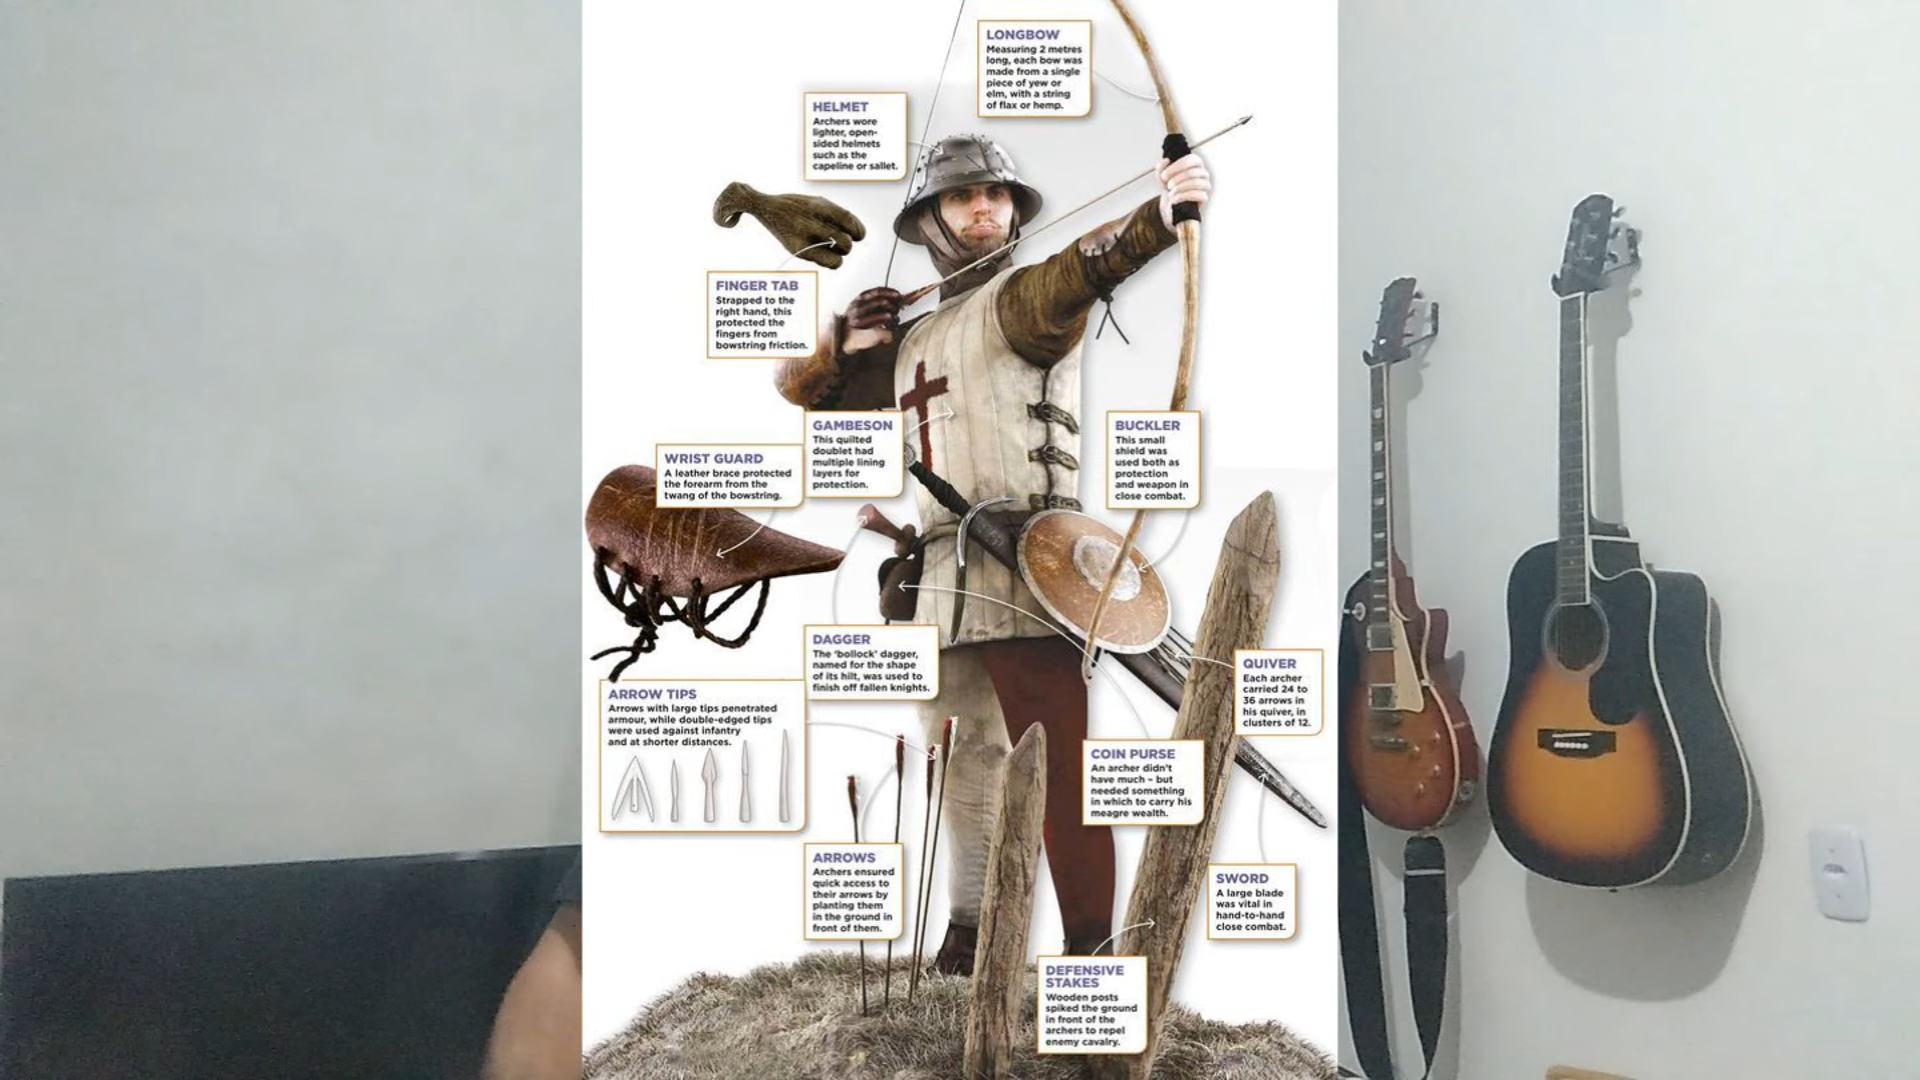 LONGBOW
Measuring 2 metres
long, each bow was
made from a single
piece of yew or
elm, with a string
of flax or hemp.
HELMET
Archers wore
lighter, open-
sided helmets
such as the
capeline or sallet.
FINGER TAB
Strapped to the
right hand, this
protected the
fingers from
bowstring friction.
GAMBESON
This quilted
doublet had
multiple lining
layers for
protection.
BUCKLER
This small
shield was
used both as
protection
and weapon in
close combat.
WRIST GUARD
A leather brace protected
the forearm from the
twang of the bowstring.
DAGGER
The ‘bollock’ dagger,
named for the shape
of its hilt, was used to
finish off fallen knights.
QUIVER
Each archer
carried 24 to
36 arrows in
his quiver, in
clusters of 12.
ARROW TIPS
Arrows with large tips penetrated
armour, while double-edged tips
were used against infantry
and at shorter distances.
COIN PURSE
An archer didn’t
have much – but
needed something
in which to carry his
meagre wealth.
ARROWS
Archers ensured
quick access to
their arrows by
planting them
in the ground in
front of them.
SWORD
A large blade
was vital in
hand-to-hand
close combat.
DEFENSIVE
STAKES
Wooden posts
spiked the ground
in front of the
archers to repel
enemy cavalry.